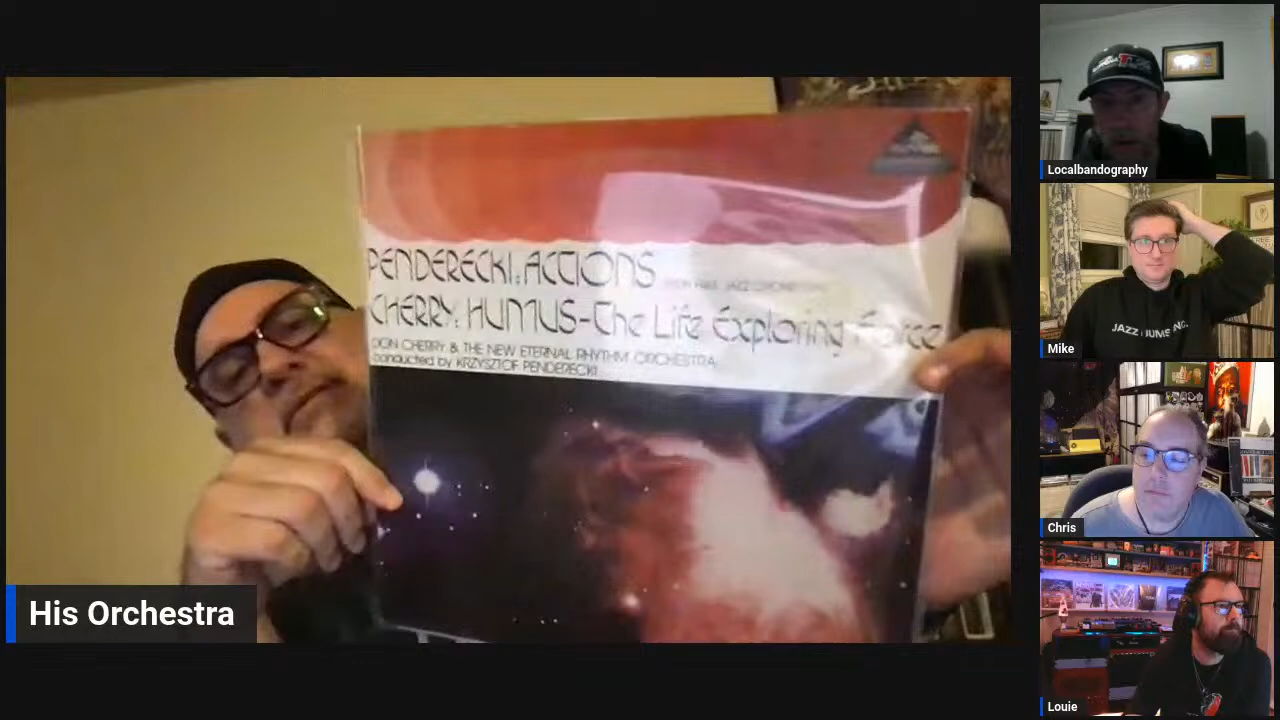 PENDERECKI: ACTIONS
CHERRY: HUMUS-The Life Exploring Force
DON CHERRY & THE NEW ETERNAL RHYTHM ORCHESTRA
conducted by KRZYSZTOF PENDERECKI
His Orchestra
Localbandography
Mike
Chris
Louie
JAZZ